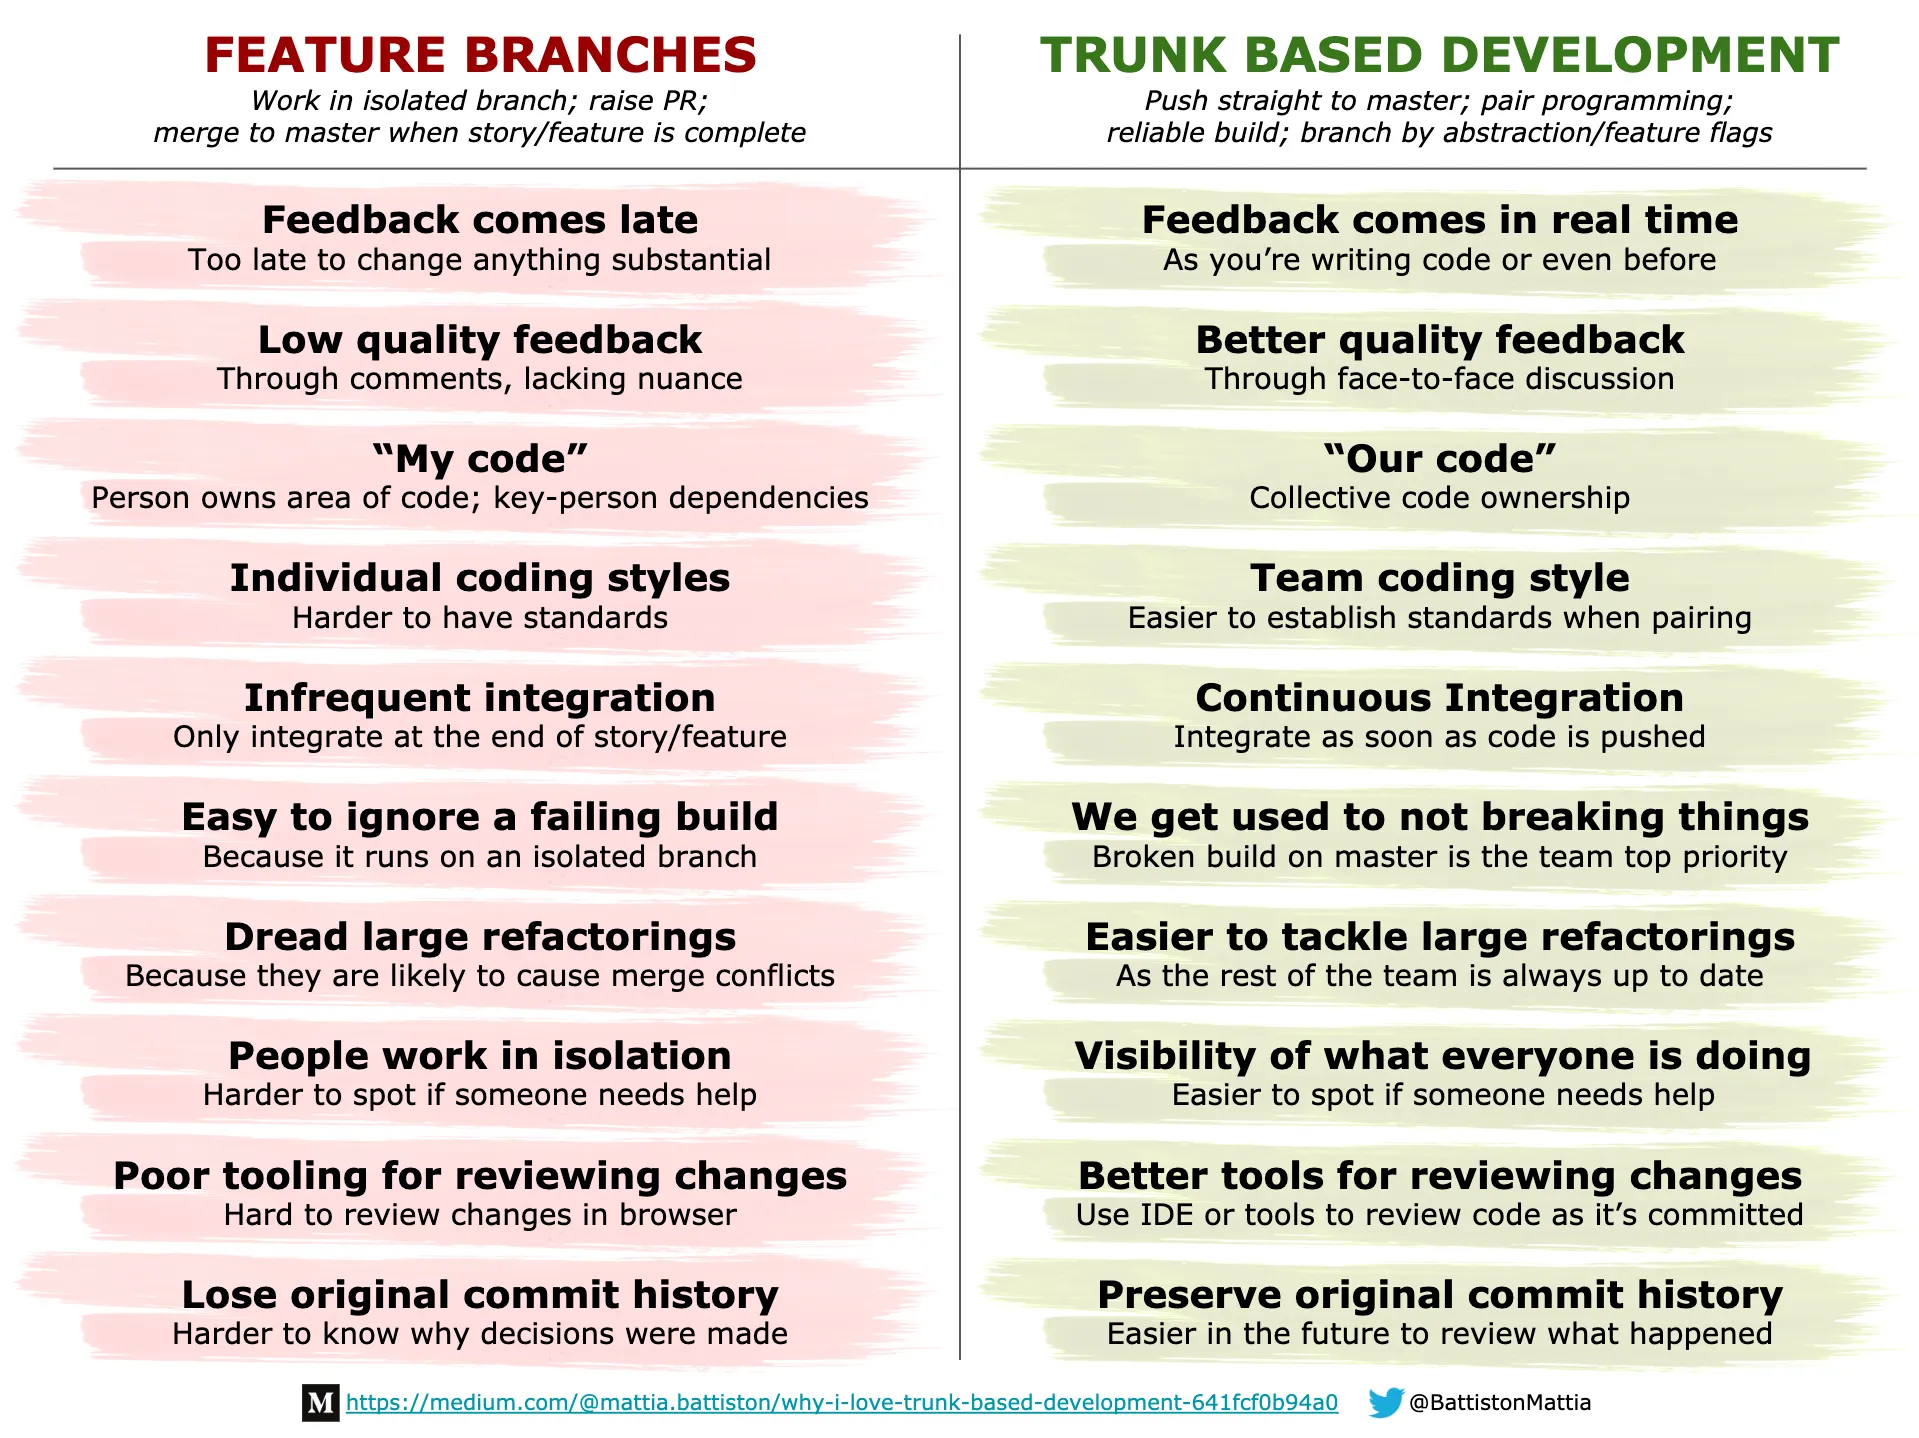 FEATURE BRANCHES
Work in isolated branch; raise PR;
merge to master when story/feature is complete
TRUNK BASED DEVELOPMENT
Push straight to master; pair programming;
reliable build; branch by abstraction/feature flags
Feedback comes late
Too late to change anything substantial
Feedback comes in real time
As you’re writing code or even before
Low quality feedback
Through comments, lacking nuance
Better quality feedback
Through face-to-face discussion
“My code”
Person owns area of code; key-person dependencies
“Our code”
Collective code ownership
Individual coding styles
Harder to have standards
Team coding style
Easier to establish standards when pairing
Infrequent integration
Only integrate at the end of story/feature
Continuous Integration
Integrate as soon as code is pushed
Easy to ignore a failing build
Because it runs on an isolated branch
We get used to not breaking things
Broken build on master is the team top priority
Dread large refactorings
Because they are likely to cause merge conflicts
Easier to tackle large refactorings
As the rest of the team is always up to date
People work in isolation
Harder to spot if someone needs help
Visibility of what everyone is doing
Easier to spot if someone needs help
Poor tooling for reviewing changes
Hard to review changes in browser
Better tools for reviewing changes
Use IDE or tools to review code as it’s committed
Lose original commit history
Harder to know why decisions were made
Preserve original commit history
Easier in the future to review what happened
M https://medium.com/@mattia.battiston/why-i-love-trunk-based-development-641fcf0b94a0 @BattistonMattia